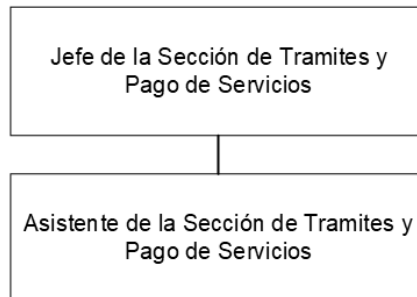 Jefe de la Sección de Tramites y
Pago de Servicios
Asistente de la Sección de Tramites y
Pago de Servicios